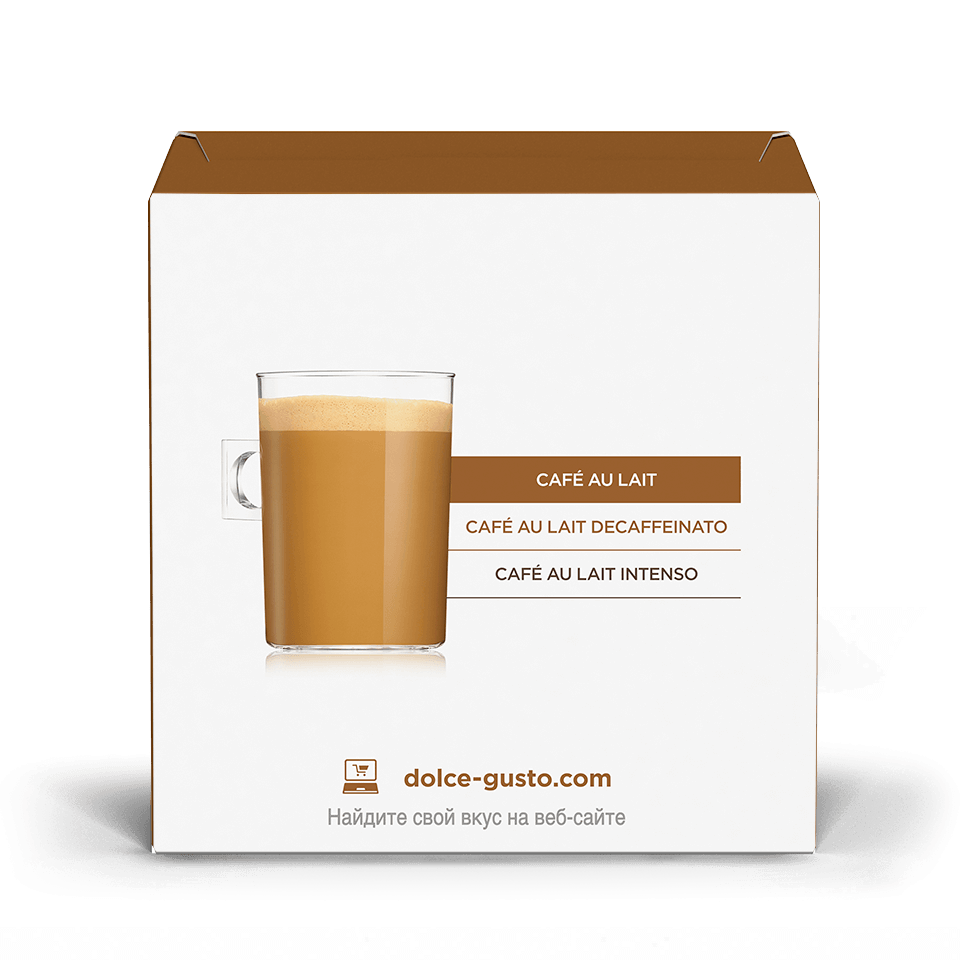 CAFÉ AU LAIT
CAFÉ AU LAIT DECAFFEINATO
CAFÉ AU LAIT INTENSO
dolce-gusto.com
Найдите свой вкус на веб-сайте